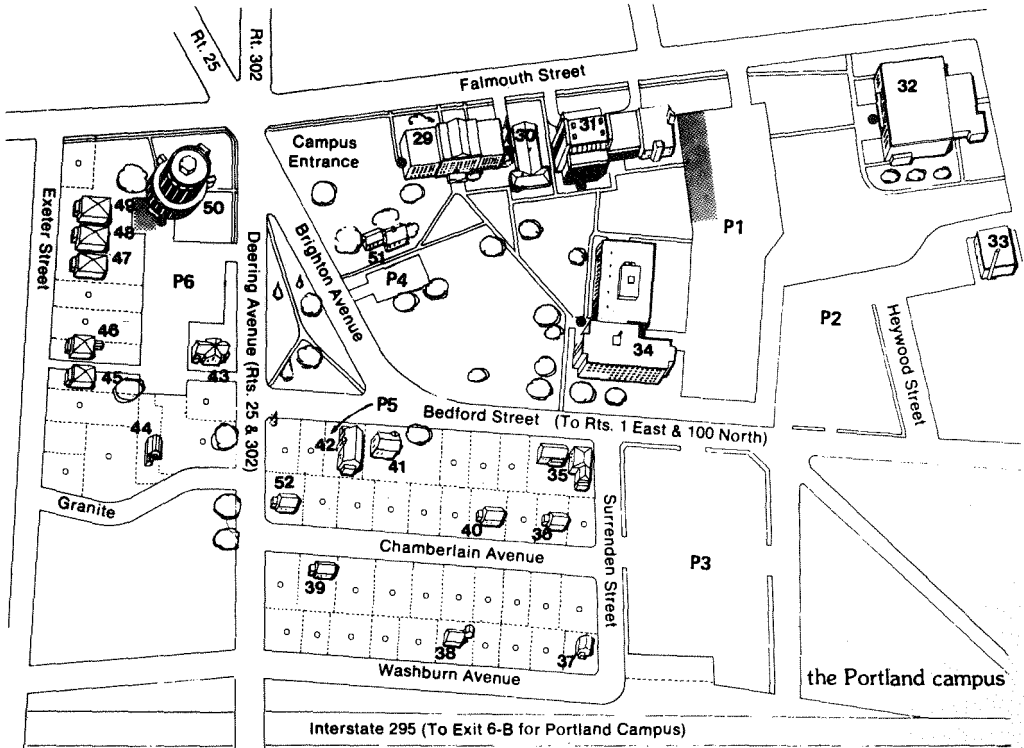 Rt. 25
Rt. 302
Falmouth Street
Campus
Entrance
29
30
31
32
49
48
47
50
51
P4
P1
33
Exeter Street
P6
Deering Avenue (Rts. 25 & 302)
Brighton Avenue
P2
Heywood Street
46
45
43
34
44
42
P5
41
Bedford Street (To Rts. 1 East & 100 North)
35
52
40
36
Granite
Chamberlain Avenue
Surrenden Street
P3
39
38
37
Washburn Avenue
the Portland campus
Interstate 295 (To Exit 6-B for Portland Campus)